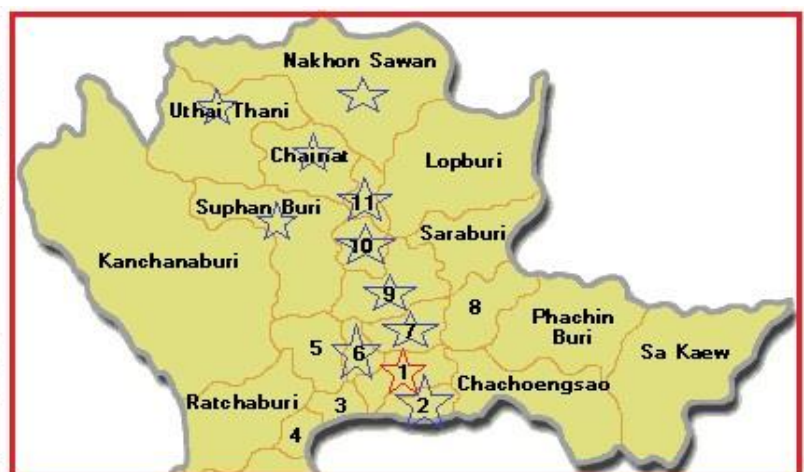 Nakhon Sawan
Uthai Thani
Chainat
Lopburi
Suphan Buri
11
Saraburi
10
Kanchanaburi
9
8
Phachin
Buri
7
5
6
Sa Kaew
1
Chachoengsao
Ratchaburi
3
2
4